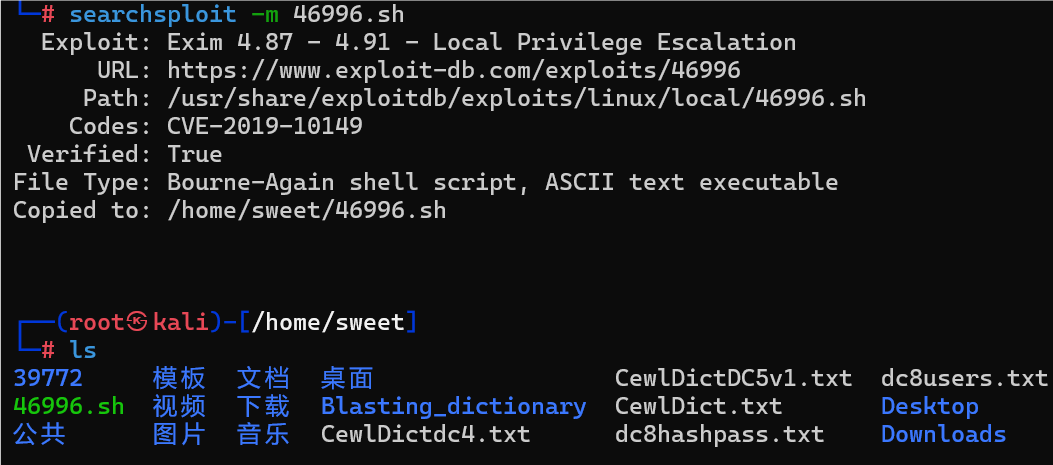 └─# searchsploit -m 46996.sh
Exploit: Exim 4.87 - 4.91 - Local Privilege Escalation
URL: https://www.exploit-db.com/exploits/46996
Path: /usr/share/exploitdb/exploits/linux/local/46996.sh
Codes: CVE-2019-10149
Verified: True
File Type: Bourne-Again shell script, ASCII text executable
Copied to: /home/sweet/46996.sh
┌──(root㉿kali)-[/home/sweet]
└─# ls
39772 模板 文档 桌面 CewlDictDC5v1.txt dc8users.txt
46996.sh 视频 下载 Blasting_dictionary CewlDict.txt Desktop
公共 图片 音乐 CewlDictdc4.txt dc8hashpass.txt Downloads